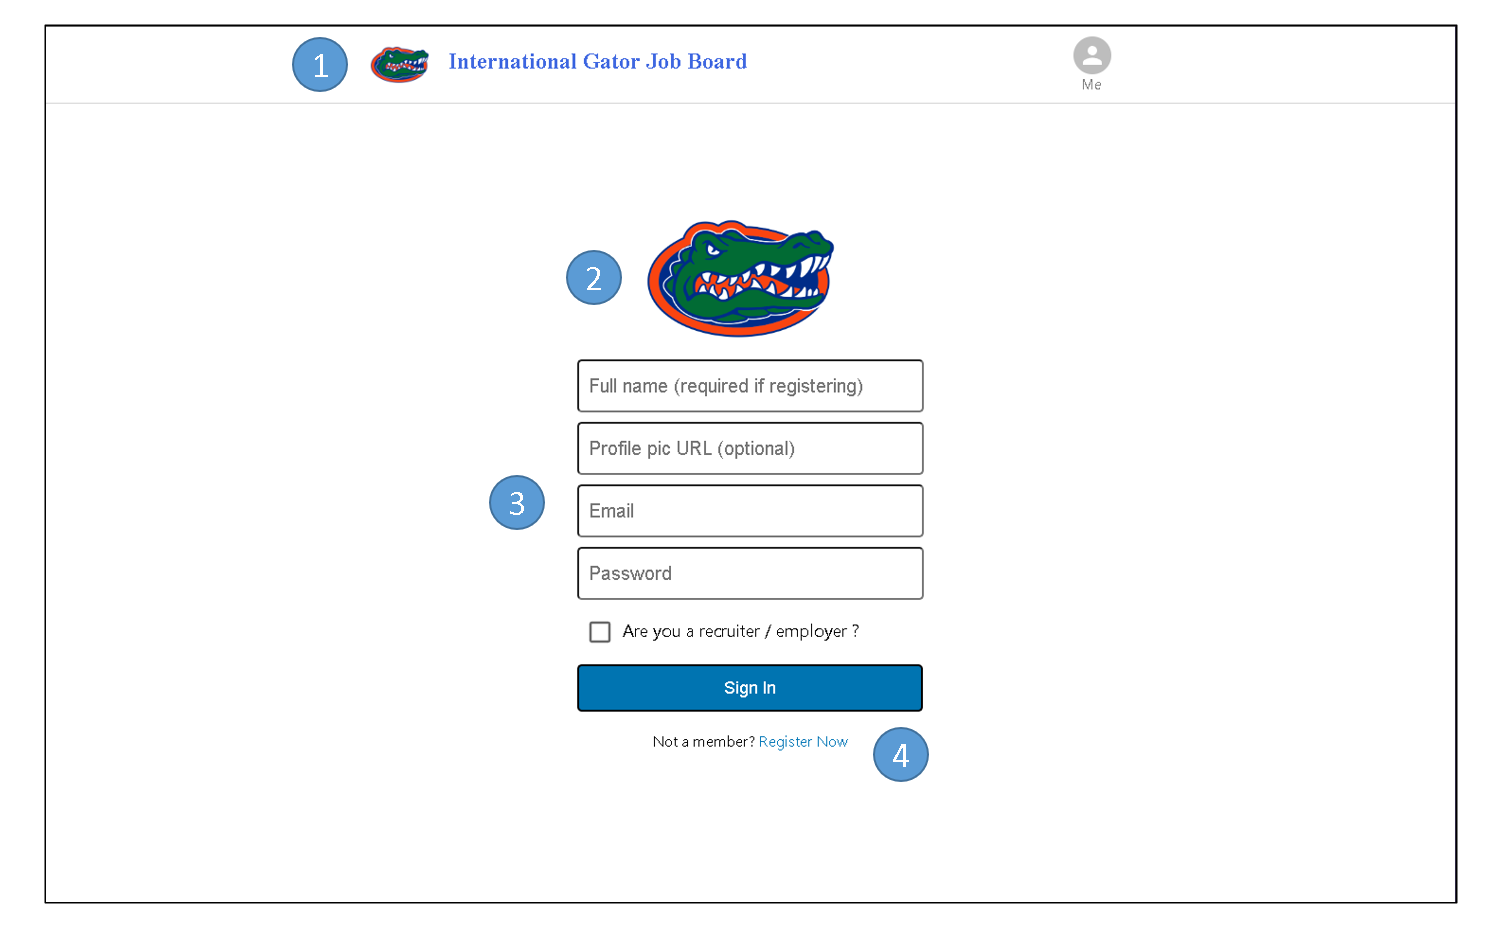 1
International Gator Job Board
Me
2
Full name (required if registering)
Profile pic URL (optional)
3
Email
Password
Are you a recruiter / employer ?
Sign In
Not a member? Register Now
4